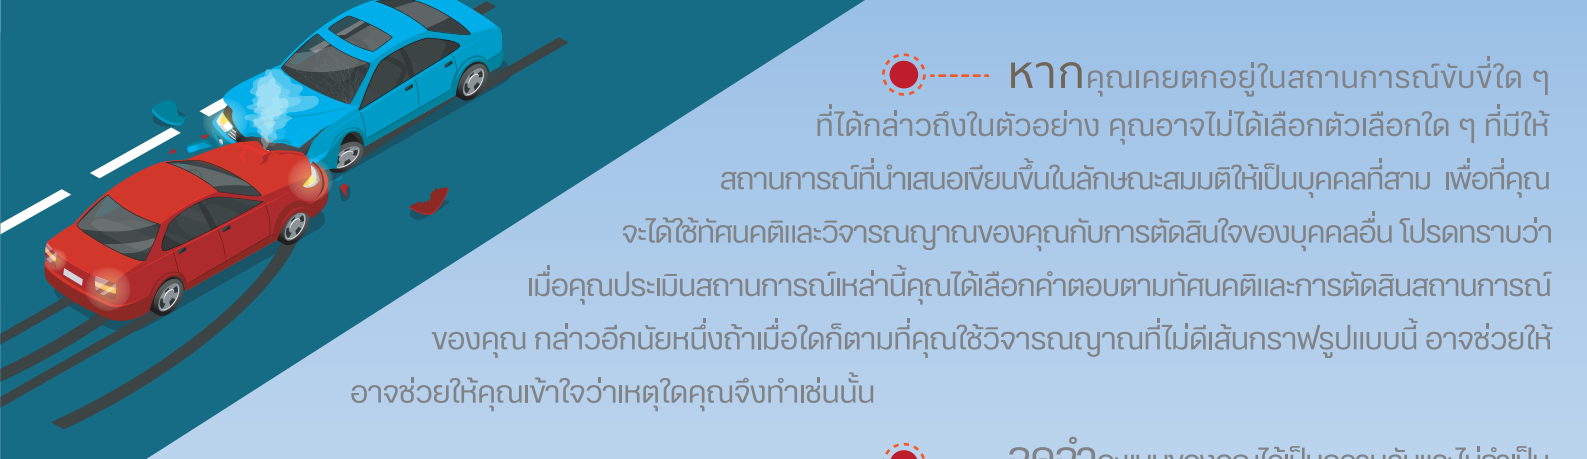 หากคุณเคยตกอยู่ในสถานการณ์ขับขี่ใด ๆ
ที่ได้กล่าวถึงในตัวอย่าง คุณอาจไม่ได้เลือกตัวเลือกใด ๆ ที่มีให้
สถานการณ์ที่นำเสนอเขียนขึ้นในลักษณะสมมติให้เป็นบุคคลที่สาม เพื่อที่คุณ
จะได้ใช้ทัศนคติและวิจารณญาณของคุณกับการตัดสินใจของบุคคลอื่น โปรดทราบว่า
เมื่อคุณประเมินสถานการณ์เหล่านี้คุณได้เลือกคำตอบตามทัศนคติและการตัดสินสถานการณ์
ของคุณ กล่าวอีกนัยหนึ่งถ้าเมื่อใดก็ตามที่คุณใช้วิจารณญาณที่ไม่ดีเส้นกราฟรูปแบบนี้ อาจช่วยให้
อาจช่วยให้คุณเข้าใจว่าเหตุใดคุณจึงทำเช่นนั้น